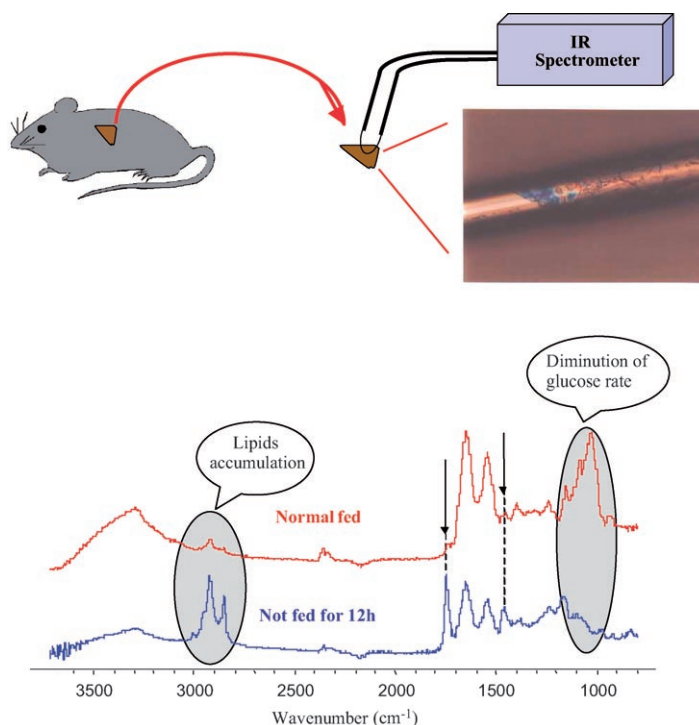 IR
Spectrometer
Diminution of
glucose rate
Lipids
accumulation
Normal fed
Not fed for 12h
3500 3000 2500 2000 1500 1000
Wavenumber (cm⁻¹)